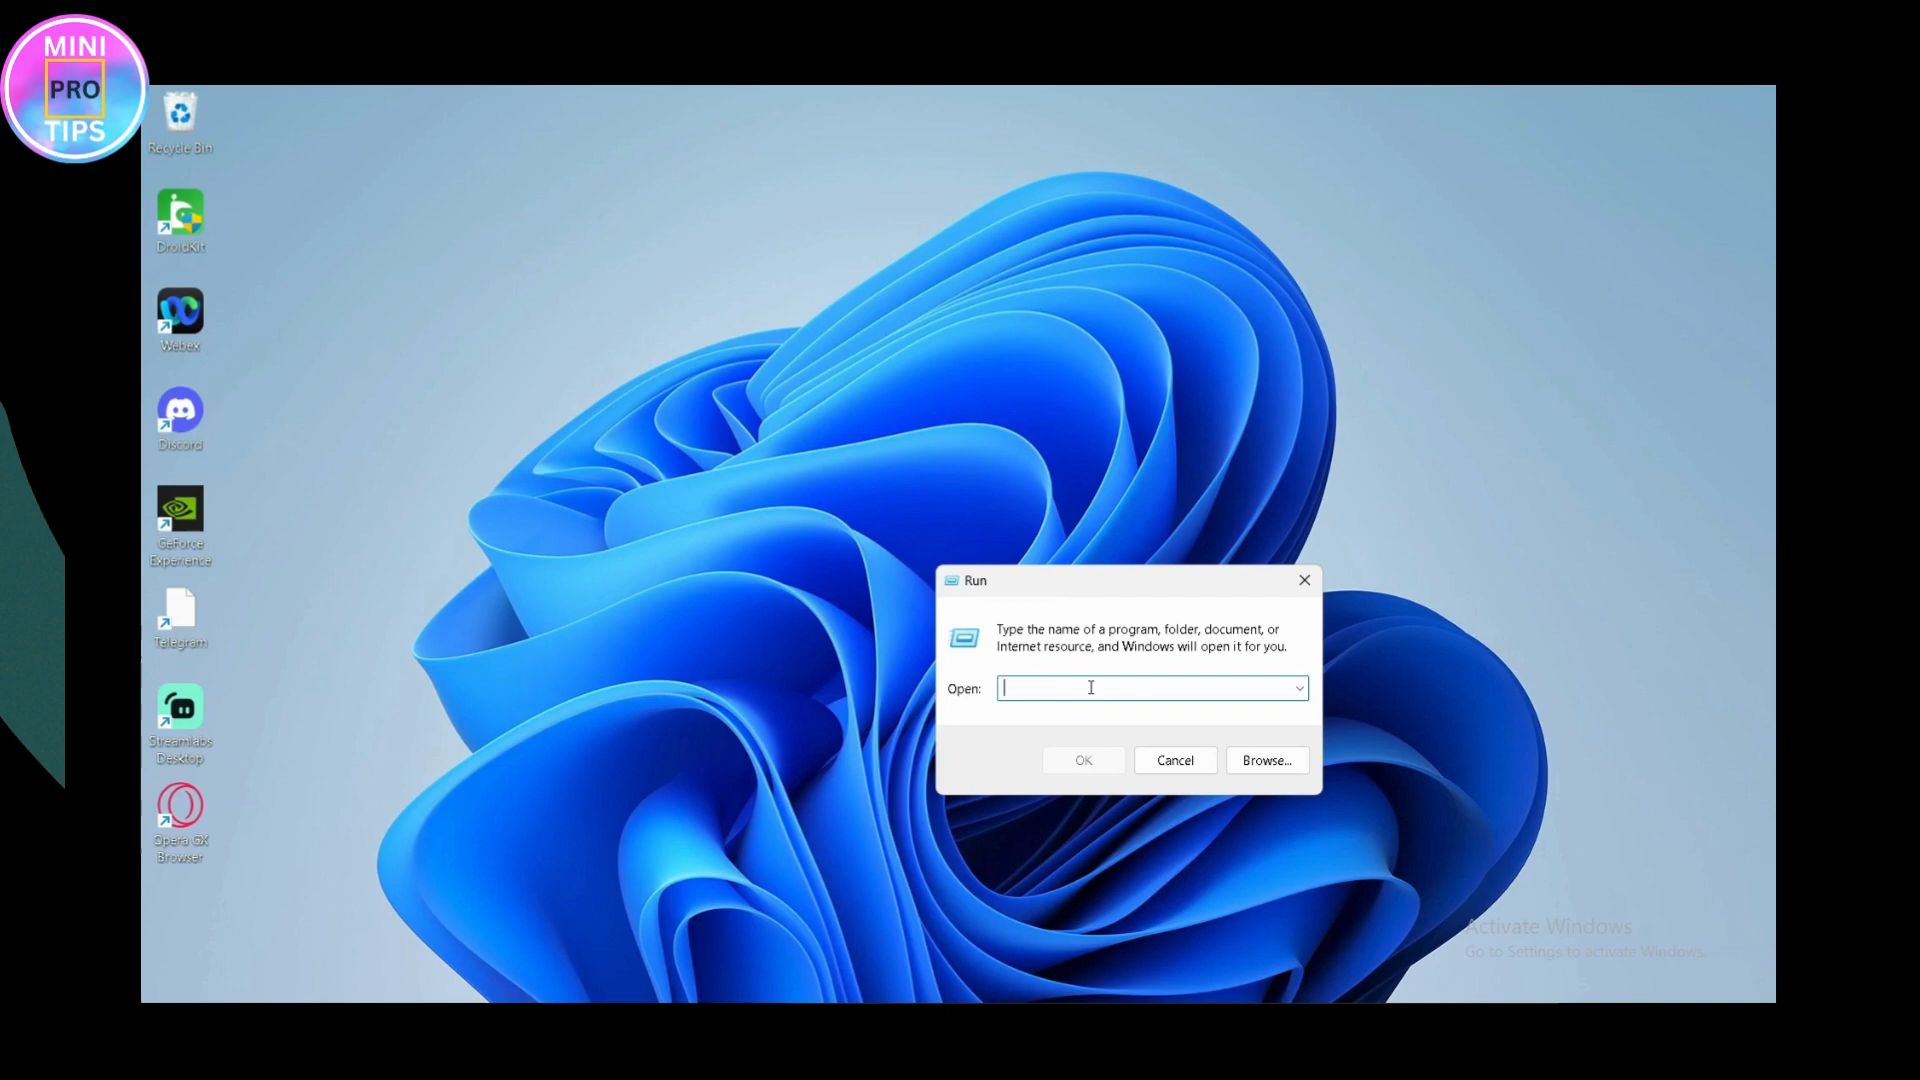 MINI
PRO
TIPS
Recycle Bin
DroidKit
Webex
Discord
GeForce
Experience
Telegram
Streamlabs
Desktop
Opera GX
Browser
Run
Type the name of a program, folder, document, or
Internet resource, and Windows will open it for you.
Open:
OK
Cancel
Browse...
Activate Windows
Go to Settings to activate Windows.